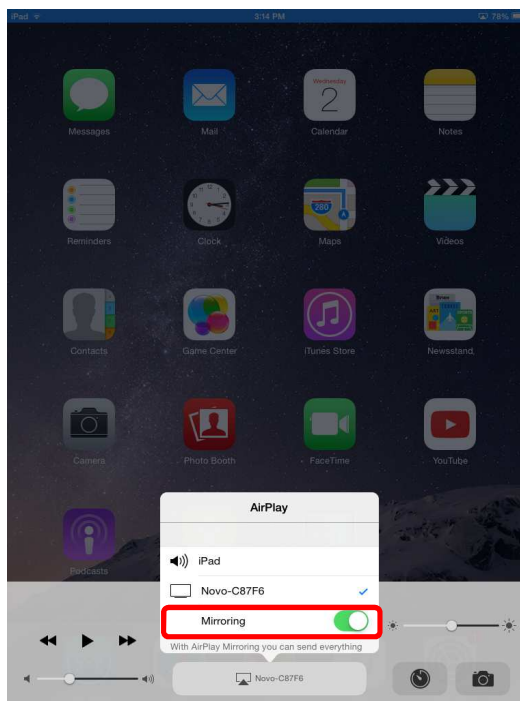 iPad 3:14 PM 78%
Wednesday
2
Messages Mail Calendar Notes
280
Reminders Clock Maps Videos
Contacts Game Center iTunes Store Newsstand
Camera Photo Booth FaceTime YouTube
Podcasts
AirPlay
iPad
Novo-C87F6
Mirroring
With AirPlay Mirroring you can send everything
Novo-C87F6